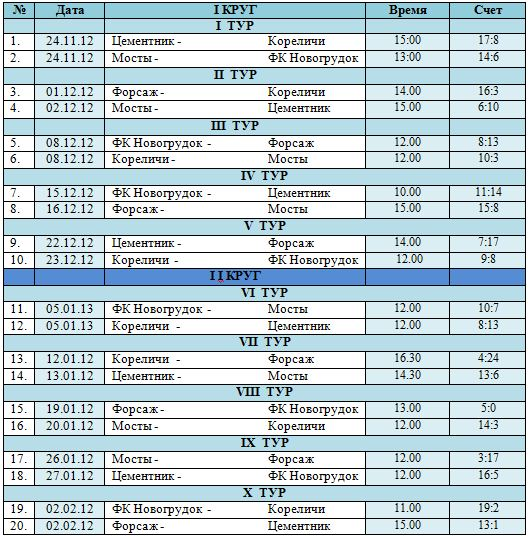 № Дата I КРУГ Время Счет
I ТУР
1. 24.11.12 Цементник - Кореличи 15:00 17:8
2. 24.11.12 Мосты - ФК Новогрудок 13:00 14:6
II ТУР
3. 01.12.12 Форсаж - Кореличи 14.00 16:3
4. 02.12.12 Мосты - Цементник 15.00 6:10
III ТУР
5. 08.12.12 ФК Новогрудок - Форсаж 12.00 8:13
6. 08.12.12 Кореличи - Мосты 12.00 10:3
IV ТУР
7. 15.12.12 ФК Новогрудок - Цементник 10.00 11:14
8. 16.12.12 Форсаж - Мосты 15.00 15:8
V ТУР
9. 22.12.12 Цементник - Форсаж 14.00 7:17
10. 23.12.12 Кореличи - ФК Новогрудок 12.00 9:8
I I КРУГ
VI ТУР
11. 05.01.13 ФК Новогрудок - Мосты 12.00 10:7
12. 05.01.13 Кореличи - Цементник 12.00 8:13
VII ТУР
13. 12.01.12 Кореличи - Форсаж 16.30 4:24
14. 13.01.12 Цементник - Мосты 14.30 13:6
VIII ТУР
15. 19.01.12 Форсаж - ФК Новогрудок 13.00 5:0
16. 20.01.12 Мосты - Кореличи 12.00 14:3
IX ТУР
17. 26.01.12 Мосты - Форсаж 12.00 3:17
18. 27.01.12 Цементник - ФК Новогрудок 12.00 16:5
X ТУР
19. 02.02.12 ФК Новогрудок - Кореличи 11.00 19:2
20. 02.02.12 Форсаж - Цементник 15.00 13:1